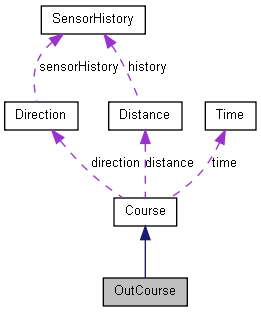 SensorHistory
sensorHistory
history
Direction
Distance
Time
direction
distance
time
Course
OutCourse